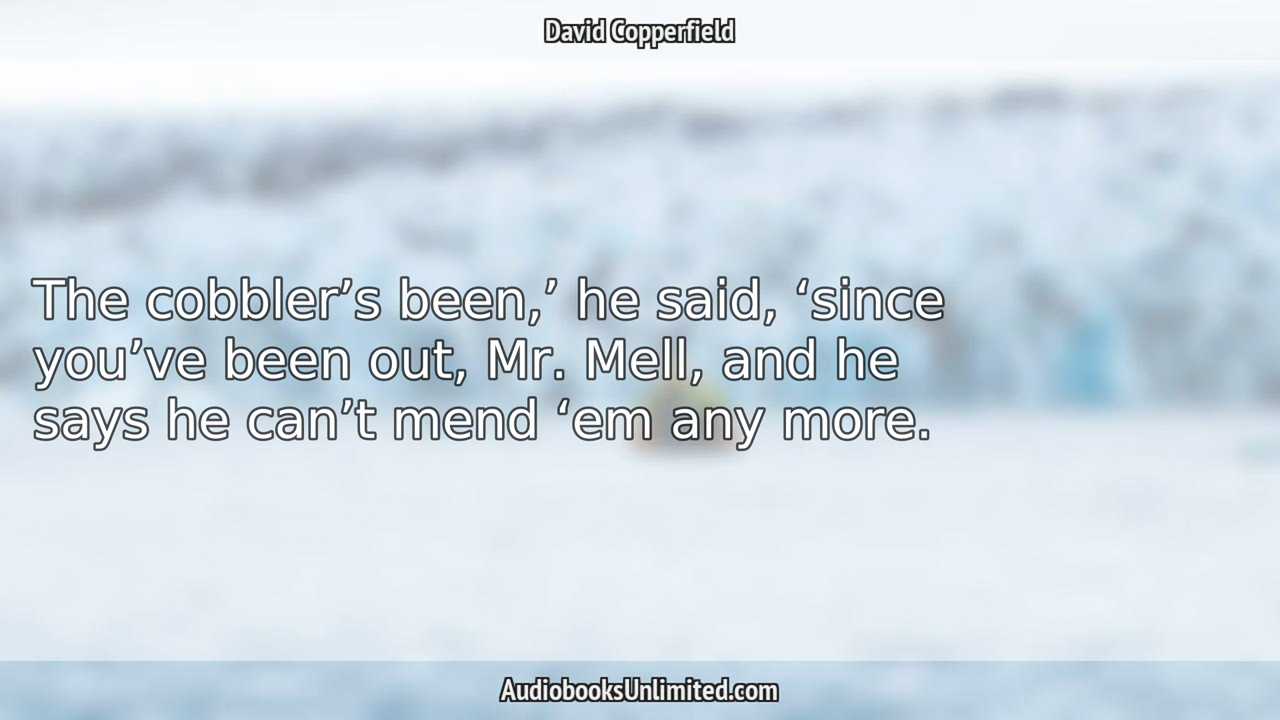 David Copperfield
The cobbler’s been,’ he said, ‘since
you’ve been out, Mr. Mell, and he
says he can’t mend ‘em any more.
AudiobooksUnlimited.com